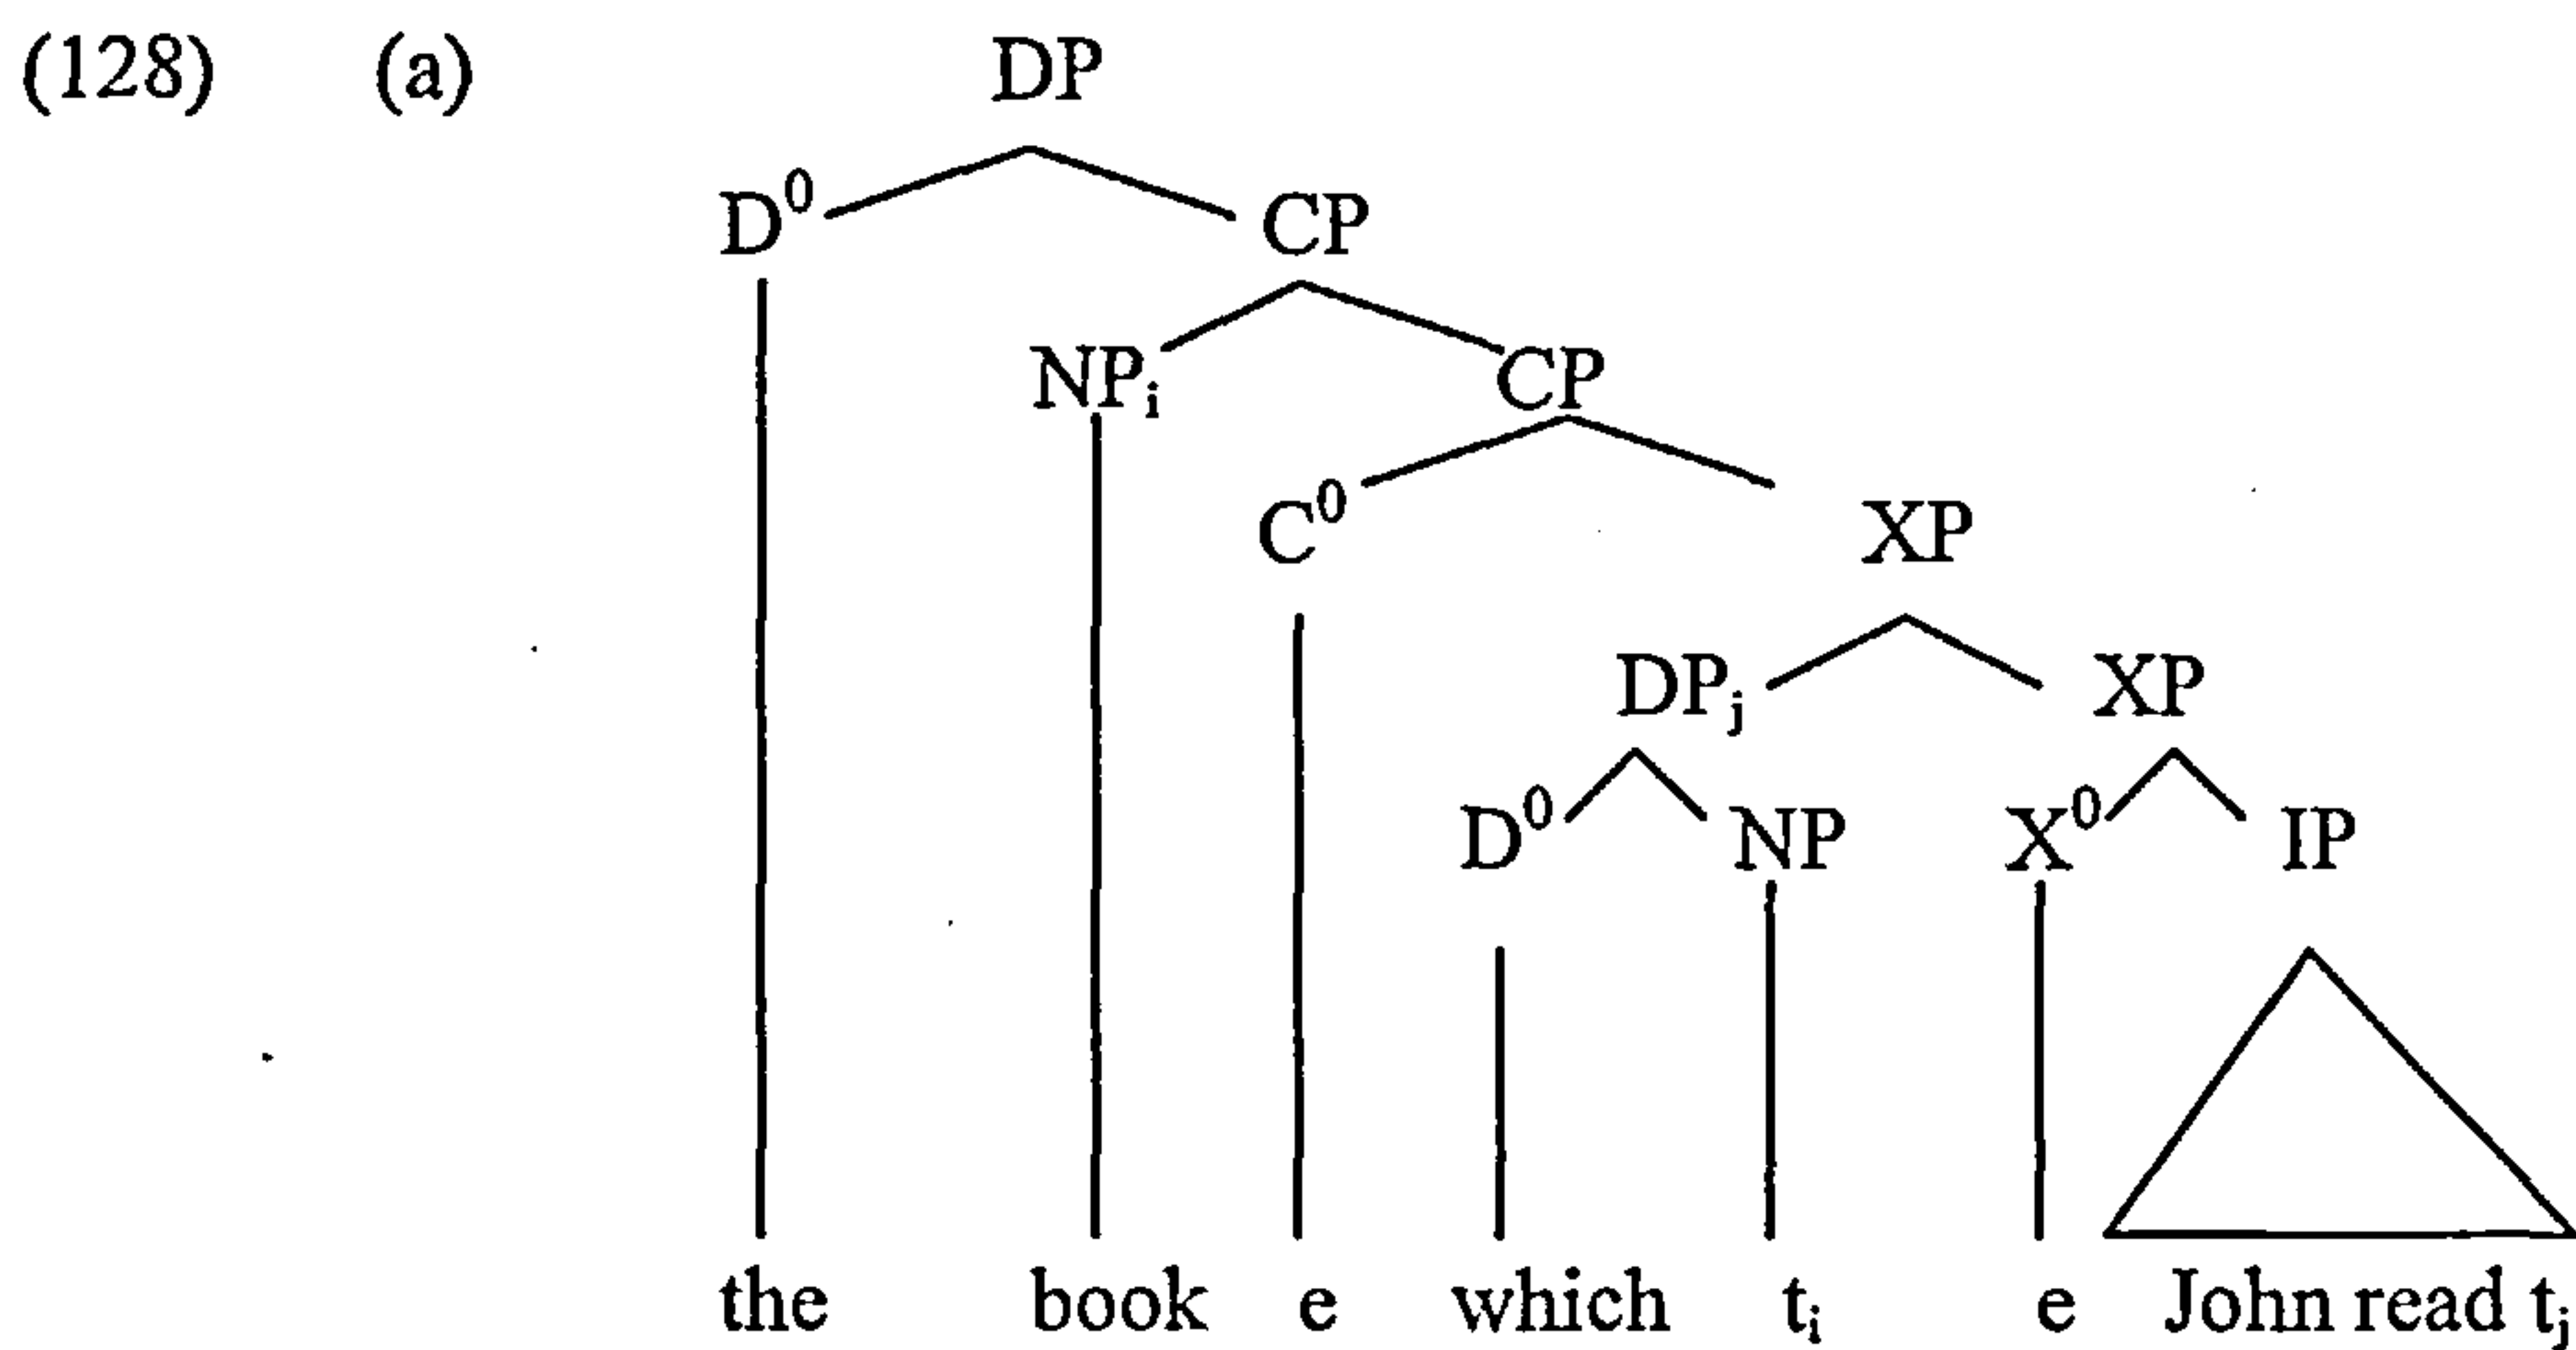 (128) (a) DP
D⁰ CP
NPᵢ CP
C⁰ XP
DPⱼ XP
D⁰ NP X⁰ IP
the book e which tᵢ e John read tⱼ